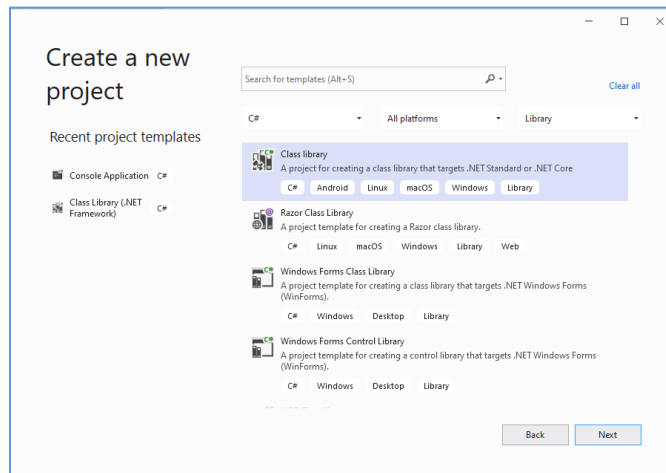 Create a new
project
Recent project templates
Console Application C#
Class Library (.NET
Framework) C#
Search for templates (Alt+S)
Clear all
C# All platforms Library
Class library
A project for creating a class library that targets .NET Standard or .NET Core
C# Android Linux macOS Windows Library
Razor Class Library
A project template for creating a Razor class library.
C# Linux macOS Windows Library Web
Windows Forms Class Library
A project template for creating a class library that targets .NET Windows Forms
(WinForms).
C# Windows Desktop Library
Windows Forms Control Library
A project template for creating a control library that targets .NET Windows Forms
(WinForms).
C# Windows Desktop Library
Back Next